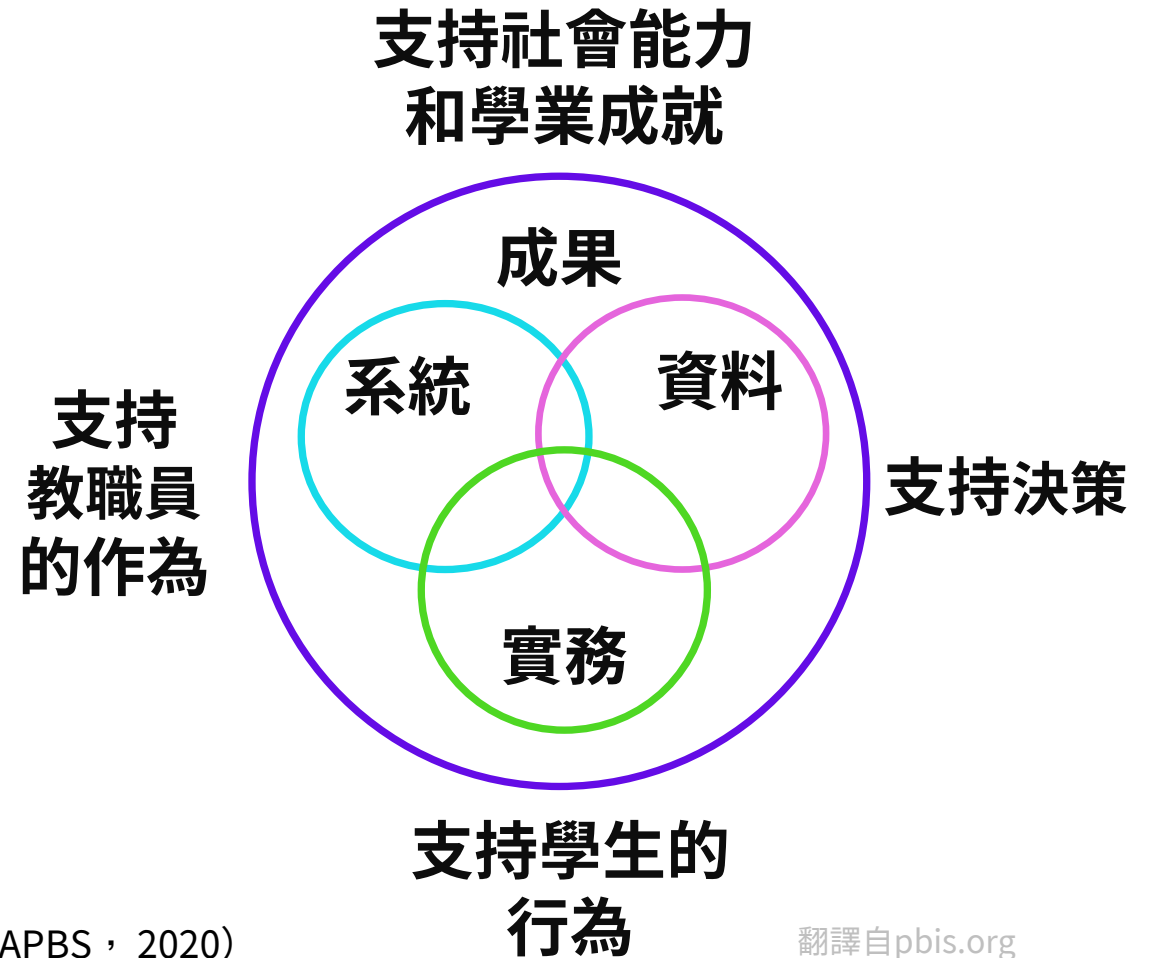 支持社會能力
和學業成就
成果
系統
資料
支持
教職員
的作為
支持決策
實務
支持學生的
行為
APBS， 2020）
翻譯自pbis.org